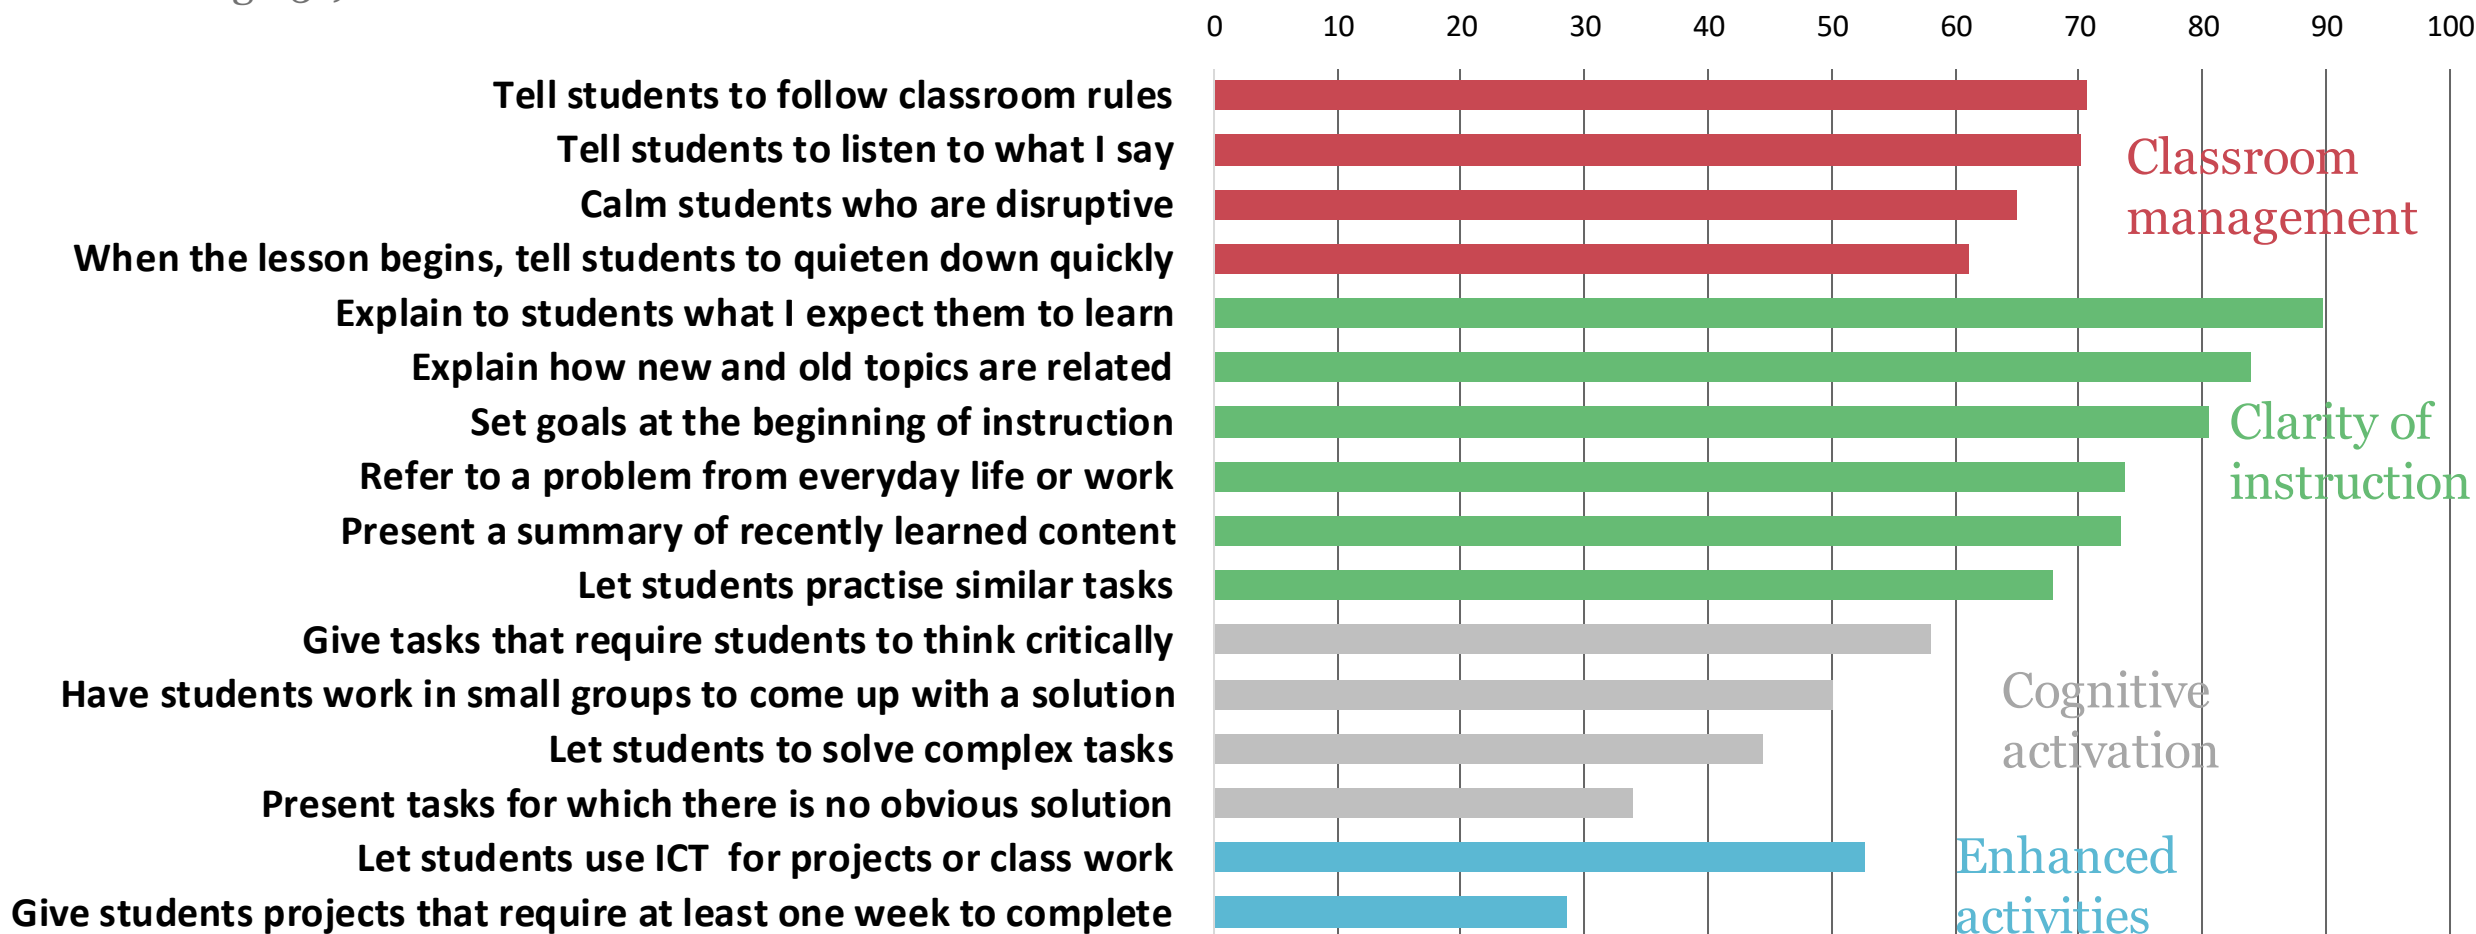 0 10 20 30 40 50 60 70 80 90 100
Tell students to follow classroom rules
Tell students to listen to what I say
Classroom
management
Calm students who are disruptive
When the lesson begins, tell students to quieten down quickly
Explain to students what I expect them to learn
Explain how new and old topics are related
Set goals at the beginning of instruction
Clarity of
instruction
Refer to a problem from everyday life or work
Present a summary of recently learned content
Let students practise similar tasks
Give tasks that require students to think critically
Have students work in small groups to come up with a solution
Cognitive
activation
Let students to solve complex tasks
Present tasks for which there is no obvious solution
Let students use ICT  for projects or class work
Enhanced
activities
Give students projects that require at least one week to complete